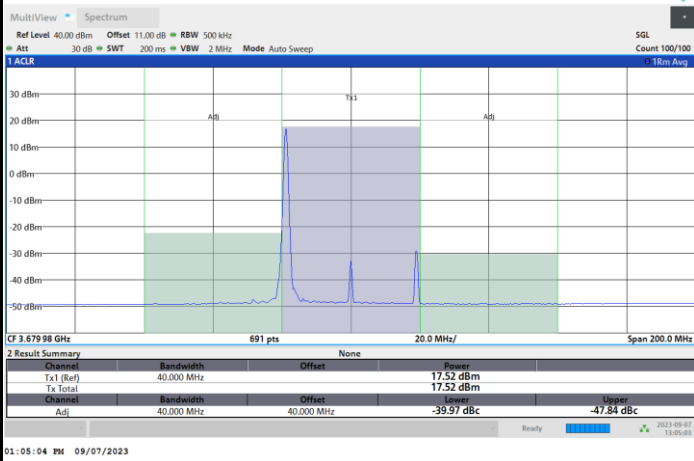 MultiView Spectrum
Ref Level 40.00 dBm Offset 11.00 dB RBW 500 kHz SGL
Att 30 dB SWT 200 ms VBW 2 MHz Mode Auto Sweep Count 100/100
1 ACLR 1Rm Avg
30 dBm
Tx1
20 dBm Adj Adj
10 dBm
0 dBm
-10 dBm
-20 dBm
-30 dBm
-40 dBm
-50 dBm
CF 3.67998 GHz 691 pts 20.0 MHz/ Span 200.0 MHz
2 Result Summary None
Channel Bandwidth Offset Power
Tx1 (Ref) 40.000 MHz 17.52 dBm
Tx Total 17.52 dBm
Channel Bandwidth Offset Lower Upper
Adj 40.000 MHz 40.000 MHz -39.97 dBc -47.84 dBc
Ready 2023-09-07
13:05:03
01:05:04 PM 09/07/2023